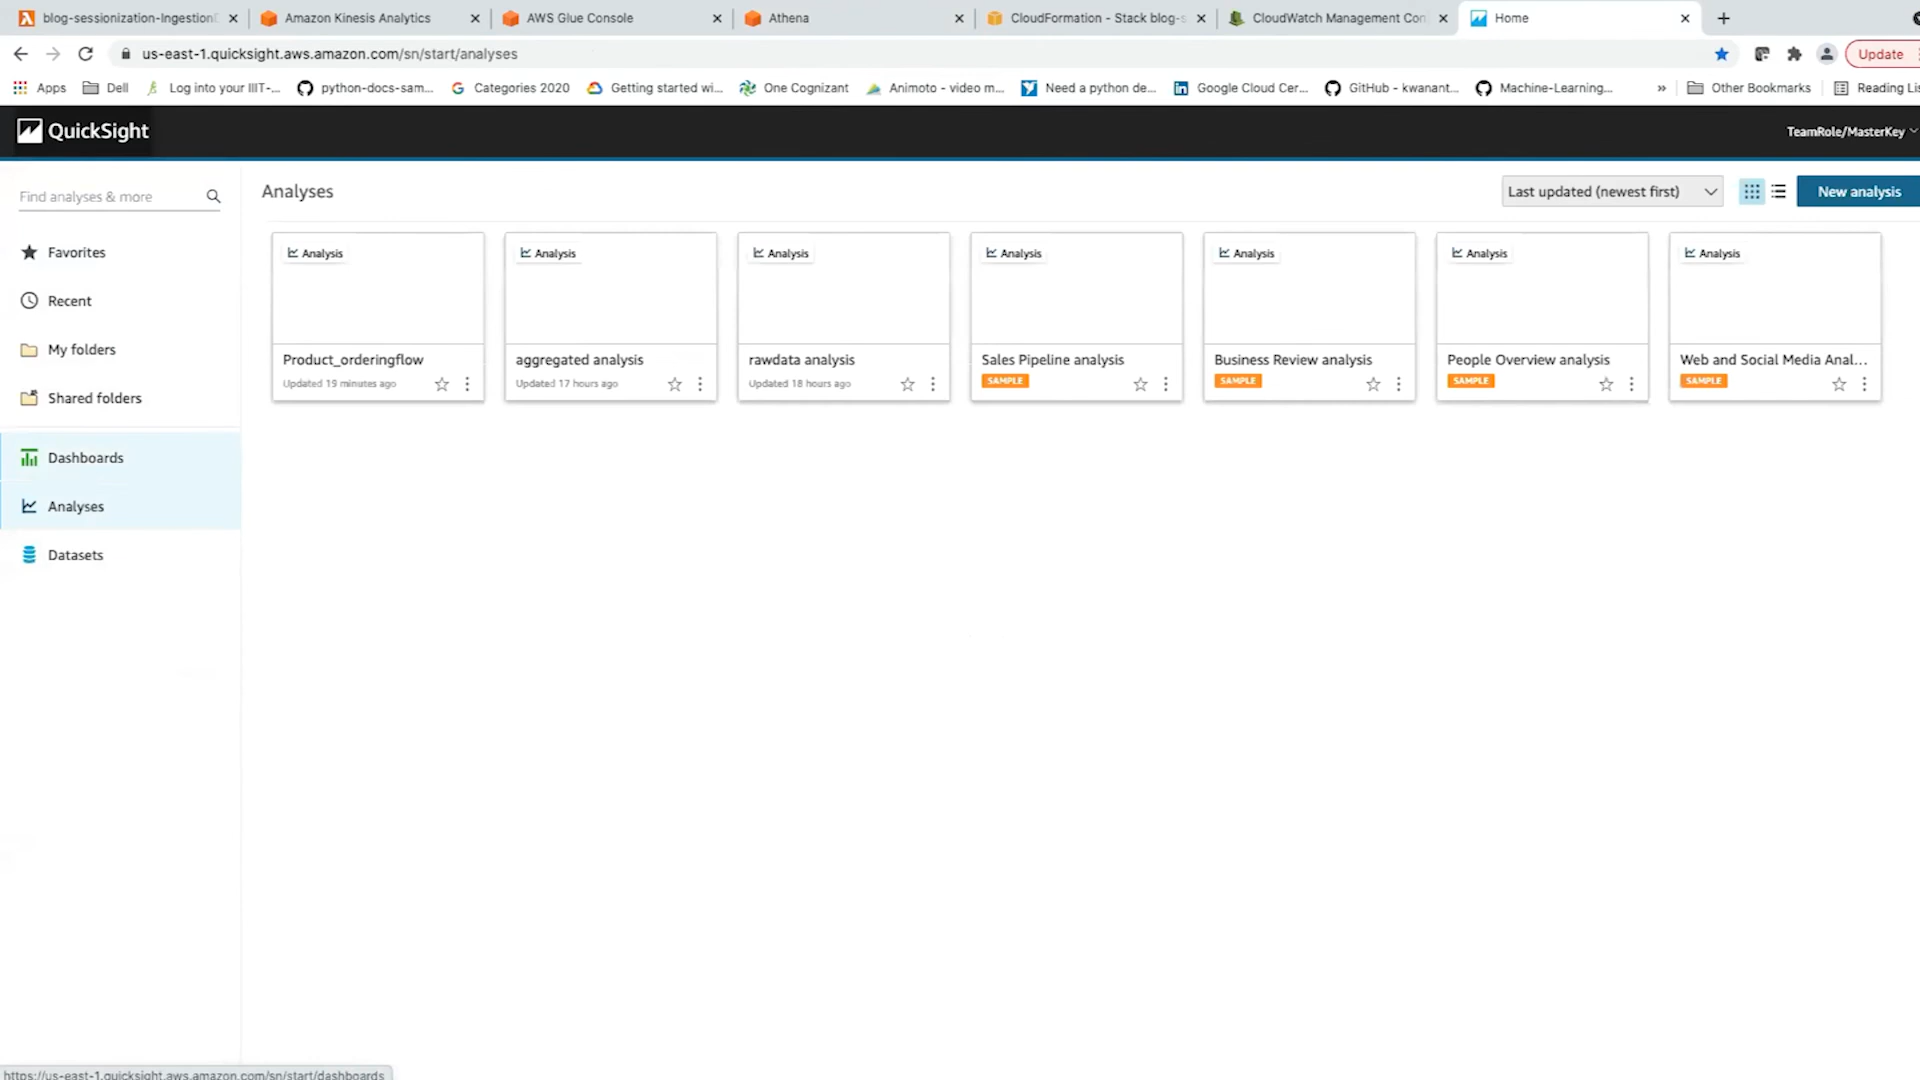 blog-sessionization-Ingestion
Amazon Kinesis Analytics
AWS Glue Console
Athena
CloudFormation - Stack blog-s
CloudWatch Management Con
Home
us-east-1.quicksight.aws.amazon.com/sn/start/analyses
Update
Apps
Dell
Log into your IIIT-...
python-docs-sam...
Categories 2020
Getting started wi...
One Cognizant
Animoto - video m...
Need a python de...
Google Cloud Cer...
GitHub - kwanant...
Machine-Learning...
»
Other Bookmarks
Reading Lis
QuickSight
TeamRole/MasterKey
Find analyses & more
Analyses
Last updated (newest first)
New analysis
Favorites
Recent
My folders
Shared folders
Dashboards
Analyses
Datasets
Analysis
Product_orderingflow
Updated 19 minutes ago
Analysis
aggregated analysis
Updated 17 hours ago
Analysis
rawdata analysis
Updated 18 hours ago
Analysis
Sales Pipeline analysis
SAMPLE
Analysis
Business Review analysis
SAMPLE
Analysis
People Overview analysis
SAMPLE
Analysis
Web and Social Media Anal...
SAMPLE
https://us-east-1.quicksight.aws.amazon.com/sn/start/dashboards